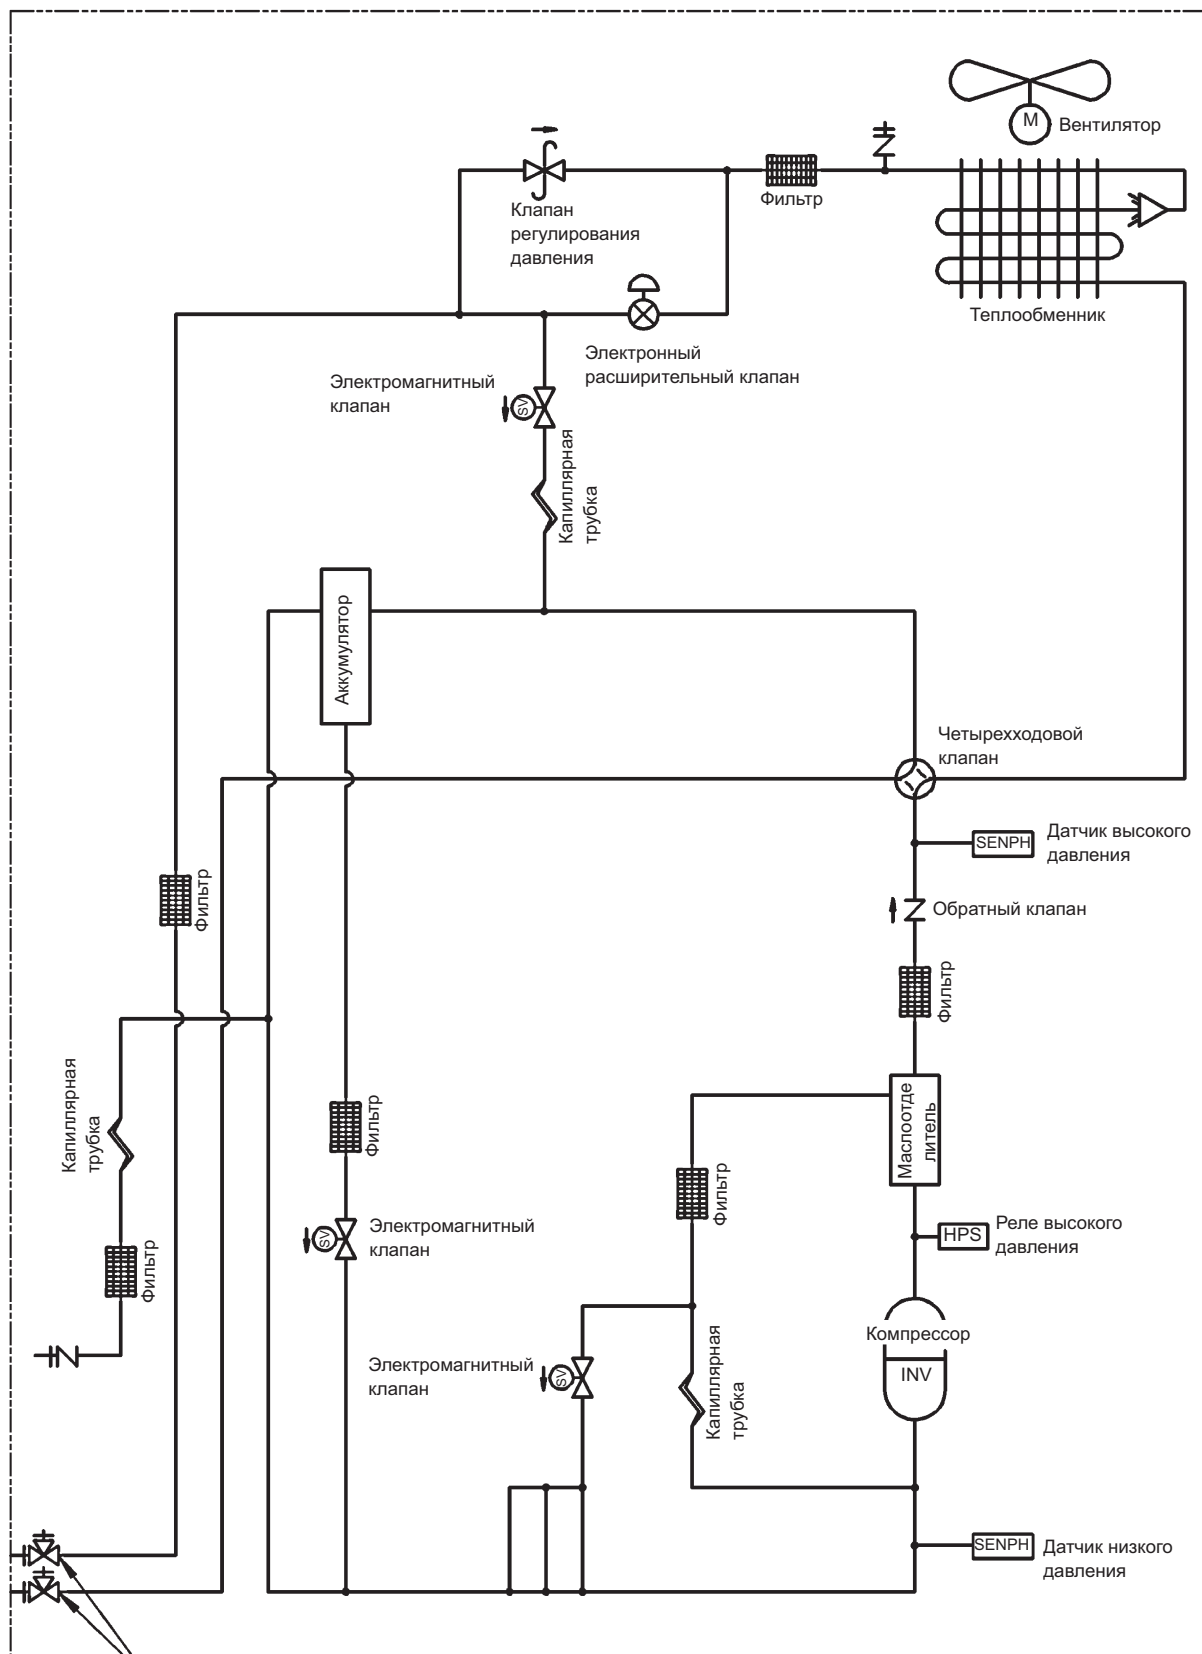 M
Вентилятор
Фильтр
Клапан
регулирования
давления
Теплообменник
Электронный
расширительный клапан
Электромагнитный
клапан
SV
Капиллярная
трубка
Аккумулятор
Четырехходовой
клапан
SENPH
Датчик высокого
давления
Фильтр
Обратный клапан
Фильтр
Капиллярная
трубка
Фильтр
Маслоотде
литель
Фильтр
Электромагнитный
клапан
SV
HPS
Реле высокого
давления
Фильтр
Компрессор
INV
Электромагнитный
клапан
SV
Капиллярная
трубка
SENPH
Датчик низкого
давления